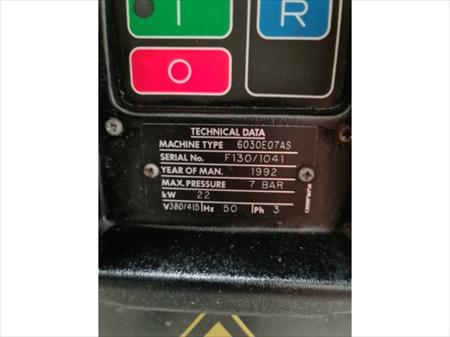 I
R
O
TECHNICAL DATA
MACHINE TYPE 6030E07AS
SERIAL No. F130/1041
YEAR OF MAN. 1992
MAX. PRESSURE 7 BAR
kW 22
V380/415 Hz 50 Ph 3